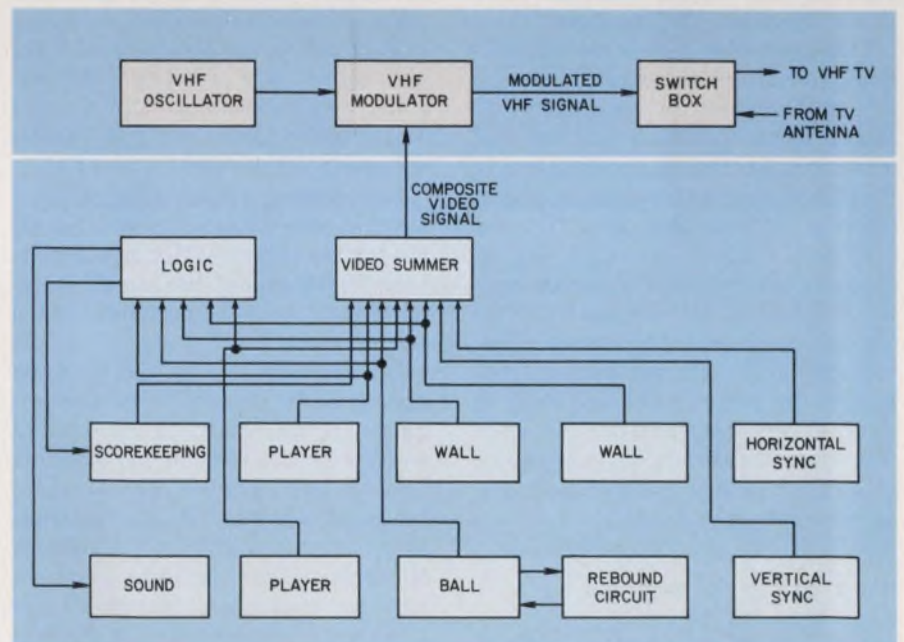 VHF
OSCILLATOR
VHF
MODULATOR
MODULATED
VHF SIGNAL
SWITCH
BOX
TO VHF TV
FROM TV
ANTENNA
COMPOSITE
VIDEO
SIGNAL
LOGIC
VIDEO SUMMER
SCOREKEEPING
PLAYER
WALL
WALL
HORIZONTAL
SYNC
SOUND
PLAYER
BALL
REBOUND
CIRCUIT
VERTICAL
SYNC